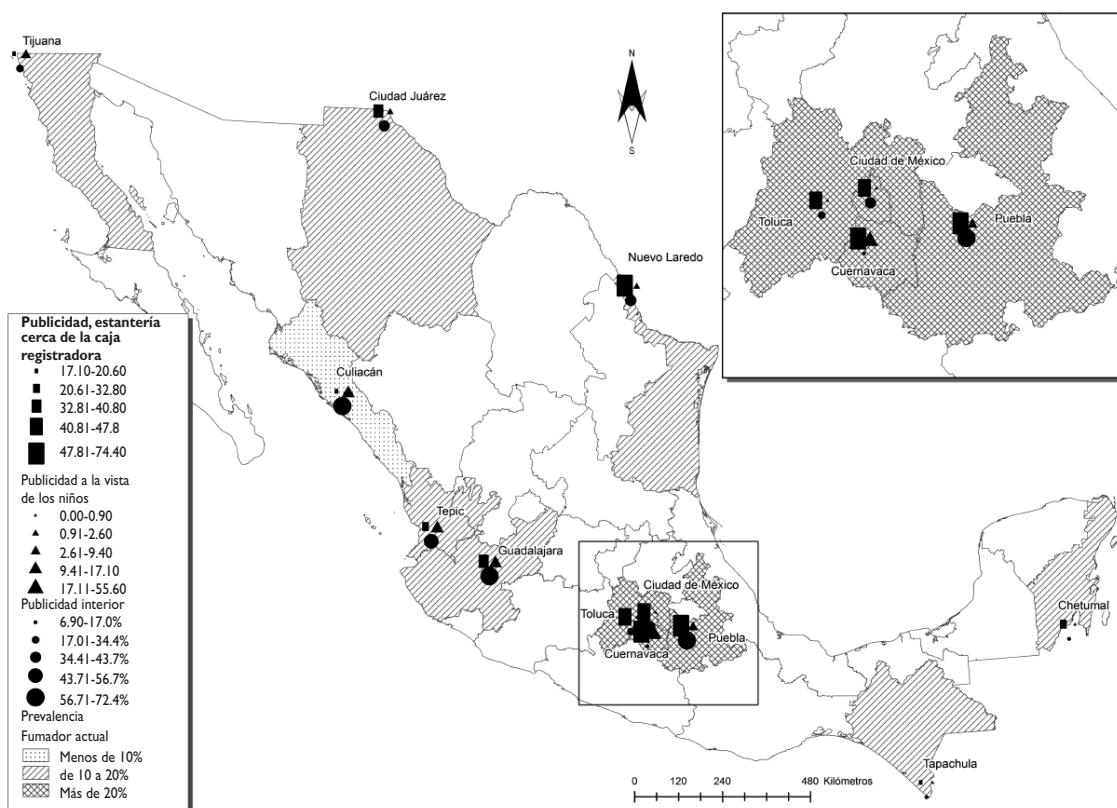 Tijuana
Ciudad Juárez
N
S
Nuevo Laredo
Culiacán
Tepic
Guadalajara
Ciudad de México
Toluca
Puebla
Cuernavaca
Chetumal
Tapachula
0 120 240 480 Kilómetros
Ciudad de México
Toluca
Puebla
Cuernavaca
Publicidad, estantería
cerca de la caja
registradora
17.10-20.60
20.61-32.80
32.81-40.80
40.81-47.8
47.81-74.40
Publicidad a la vista
de los niños
0.00-0.90
0.91-2.60
2.61-9.40
9.41-17.10
17.11-55.60
Publicidad interior
6.90-17.0%
17.01-34.4%
34.41-43.7%
43.71-56.7%
56.71-72.4%
Prevalencia
Fumador actual
Menos de 10%
de 10 a 20%
Más de 20%